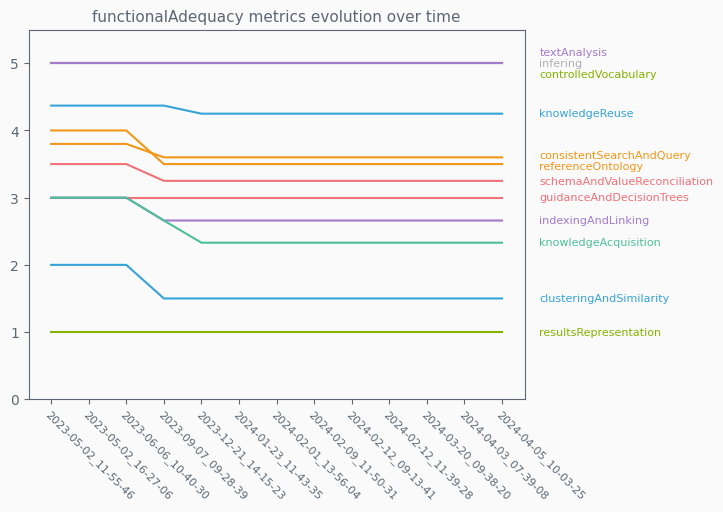 functionalAdequacy metrics evolution over time
5
4
3
2
1
0
textAnalysis
infering
controlledVocabulary
knowledgeReuse
consistentSearchAndQuery
referenceOntology
schemaAndValueReconciliation
guidanceAndDecisionTrees
indexingAndLinking
knowledgeAcquisition
clusteringAndSimilarity
resultsRepresentation
2023-05-02_11-55-46
2023-05-02_16-27-06
2023-06-06_10-40-30
2023-09-07_09-28-39
2023-12-21_14-15-23
2024-01-23_11-43-35
2024-02-01_13-56-04
2024-02-09_11-50-31
2024-02-12_09-13-41
2024-02-12_11-39-28
2024-03-20_09-38-20
2024-04-03_07-39-08
2024-04-05_10-03-25